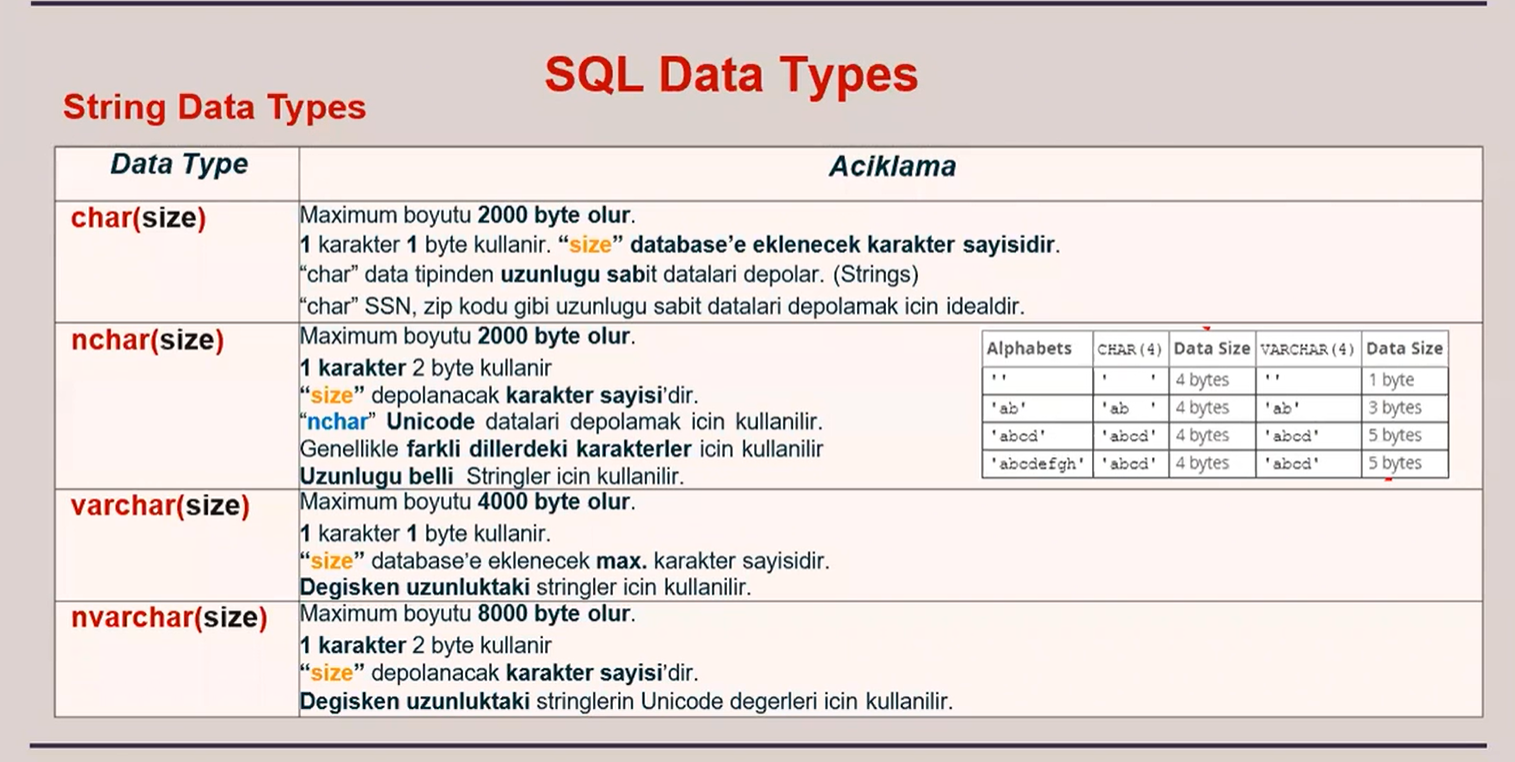 SQL Data Types
String Data Types
Data Type
Aciklama
char(size)
Maximum boyutu 2000 byte olur.
1 karakter 1 byte kullanir. “size” database’e eklenecek karakter sayisidir.
“char” data tipinden uzunlugu sabit datalari depolar. (Strings)
“char” SSN, zip kodu gibi uzunlugu sabit datalari depolamak icin idealdir.
nchar(size)
Maximum boyutu 2000 byte olur.
1 karakter 2 byte kullanir
“size” depolanacak karakter sayisi’dir.
“nchar” Unicode datalari depolamak icin kullanilir.
Genellikle farkli dillerdeki karakterler icin kullanilir
Uzunlugu belli Stringler icin kullanilir.
Alphabets CHAR(4) Data Size VARCHAR(4) Data Size
'' '    ' 4 bytes '' 1 byte
'ab' 'ab  ' 4 bytes 'ab' 3 bytes
'abcd' 'abcd' 4 bytes 'abcd' 5 bytes
'abcdefgh' 'abcd' 4 bytes 'abcd' 5 bytes
varchar(size)
Maximum boyutu 4000 byte olur.
1 karakter 1 byte kullanir.
“size” database’e eklenecek max. karakter sayisidir.
Degisken uzunluktaki stringler icin kullanilir.
nvarchar(size)
Maximum boyutu 8000 byte olur.
1 karakter 2 byte kullanir
“size” depolanacak karakter sayisi’dir.
Degisken uzunluktaki stringlerin Unicode degerleri icin kullanilir.